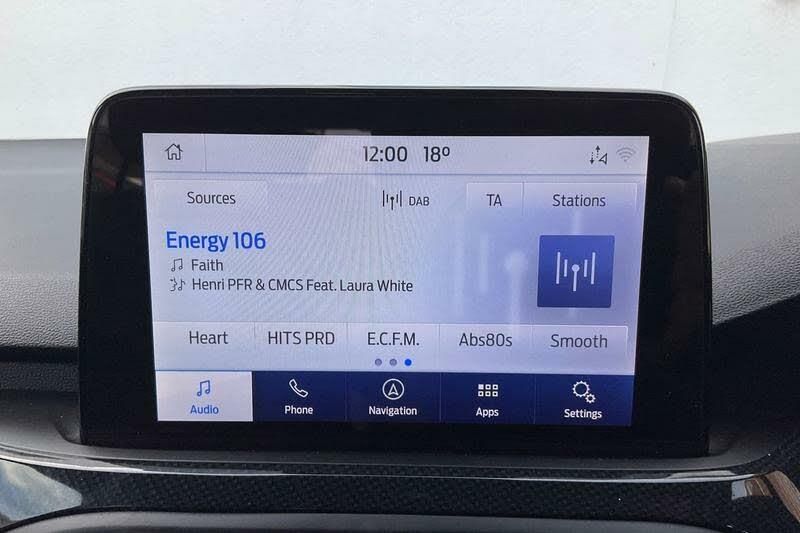 12:00 18°
Sources DAB TA Stations
Energy 106
Faith
Henri PFR & CMCS Feat. Laura White
Heart HITS PRD E.C.F.M. Abs80s Smooth
Audio Phone Navigation Apps Settings